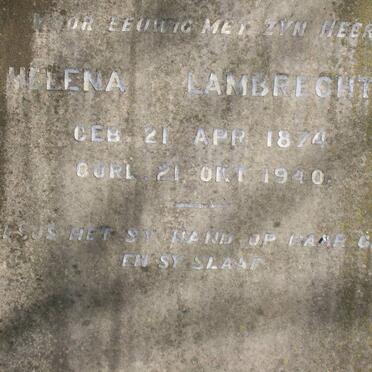 VOOR EEUWIG MET ZYN HEER
HELENA LAMBRECHT
GEB. 21 APR. 1874.
OORL. 21 OKT. 1940.
HET SY HAND OP HAAR
EN SY SLAAP